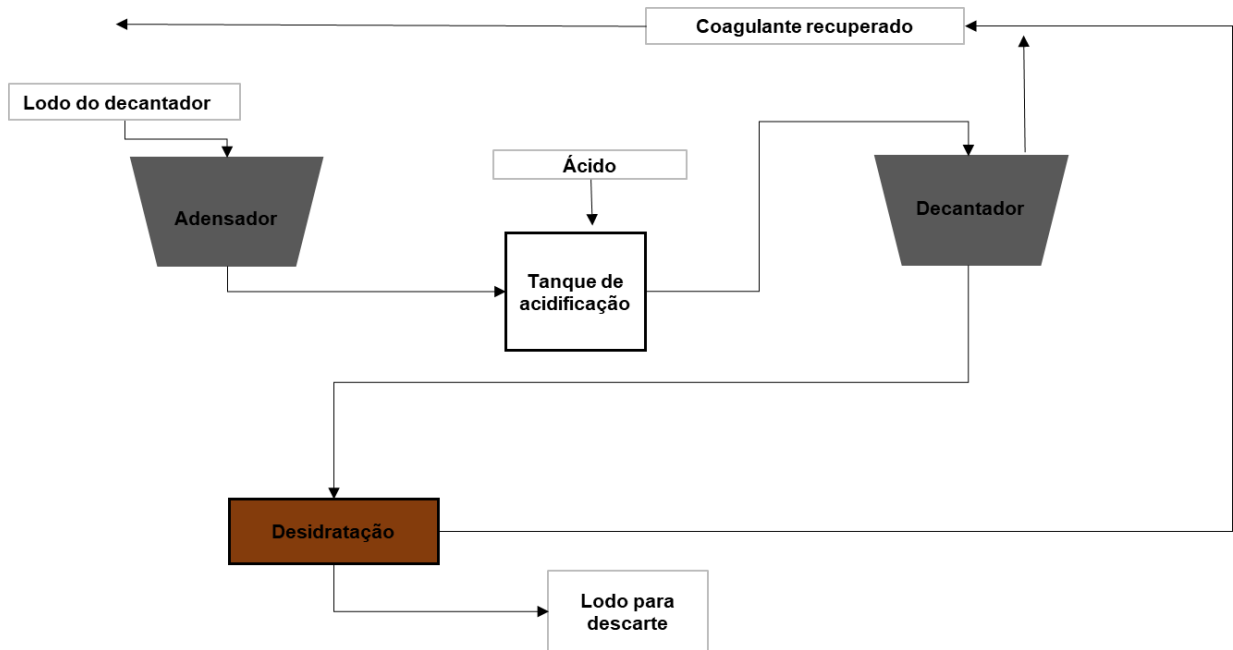 Coagulante recuperado
Lodo do decantador
Adensador
Ácido
Tanque de
acidificação
Decantador
Desidratação
Lodo para
descarte